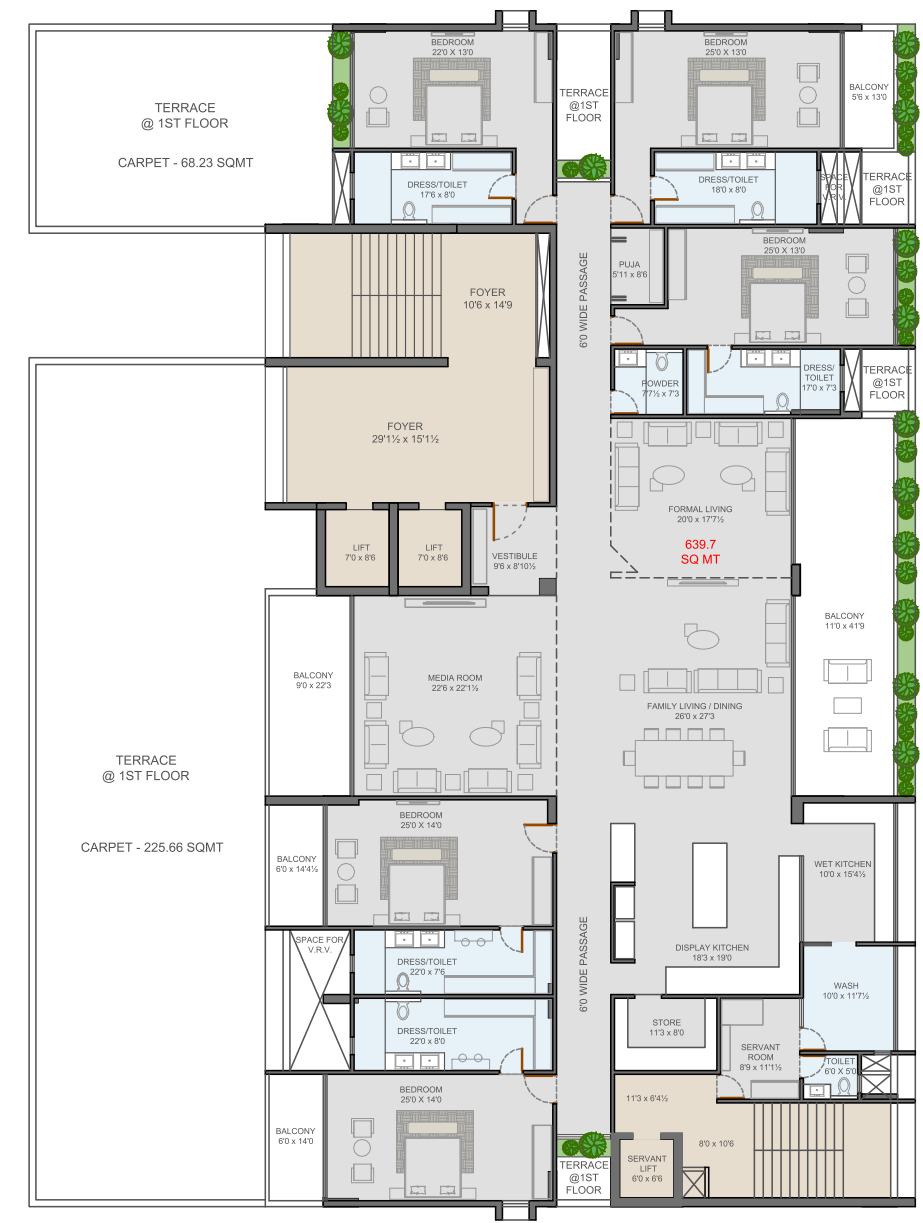 BEDROOM
22'0 X 13'0
BEDROOM
25'0 X 13'0
TERRACE
@ 1ST FLOOR
CARPET - 68.23 SQMT
TERRACE
@1ST
FLOOR
BALCONY
5'6 x 13'0
DRESS/TOILET
17'6 x 8'0
DRESS/TOILET
18'0 x 8'0
SPACE
FOR
V.R.V.
TERRACE
@1ST
FLOOR
BEDROOM
25'0 X 13'0
PUJA
5'11 x 8'6
6'0 WIDE PASSAGE
FOYER
10'6 x 14'9
POWDER
7'7½ x 7'3
DRESS/
TOILET
17'0 x 7'3
TERRACE
@1ST
FLOOR
FOYER
29'1½ x 15'1½
FORMAL LIVING
20'0 x 17'7½
639.7
SQ MT
LIFT
7'0 x 8'6
LIFT
7'0 x 8'6
VESTIBULE
9'6 x 8'10½
BALCONY
11'0 x 41'9
BALCONY
9'0 x 22'3
MEDIA ROOM
22'6 x 22'1½
FAMILY LIVING / DINING
26'0 x 27'3
TERRACE
@ 1ST FLOOR
CARPET - 225.66 SQMT
BEDROOM
25'0 X 14'0
BALCONY
6'0 x 14'4½
WET KITCHEN
10'0 x 15'4½
SPACE FOR
V.R.V.
DRESS/TOILET
22'0 x 7'6
6'0 WIDE PASSAGE
DISPLAY KITCHEN
18'3 x 19'0
WASH
10'0 x 11'7½
DRESS/TOILET
22'0 x 8'0
STORE
11'3 x 8'0
SERVANT
ROOM
8'9 x 11'1½
TOILET
6'0 X 5'0
BEDROOM
25'0 X 14'0
BALCONY
6'0 x 14'0
11'3 x 6'4½
8'0 x 10'6
SERVANT
LIFT
6'0 x 6'6
TERRACE
@1ST
FLOOR